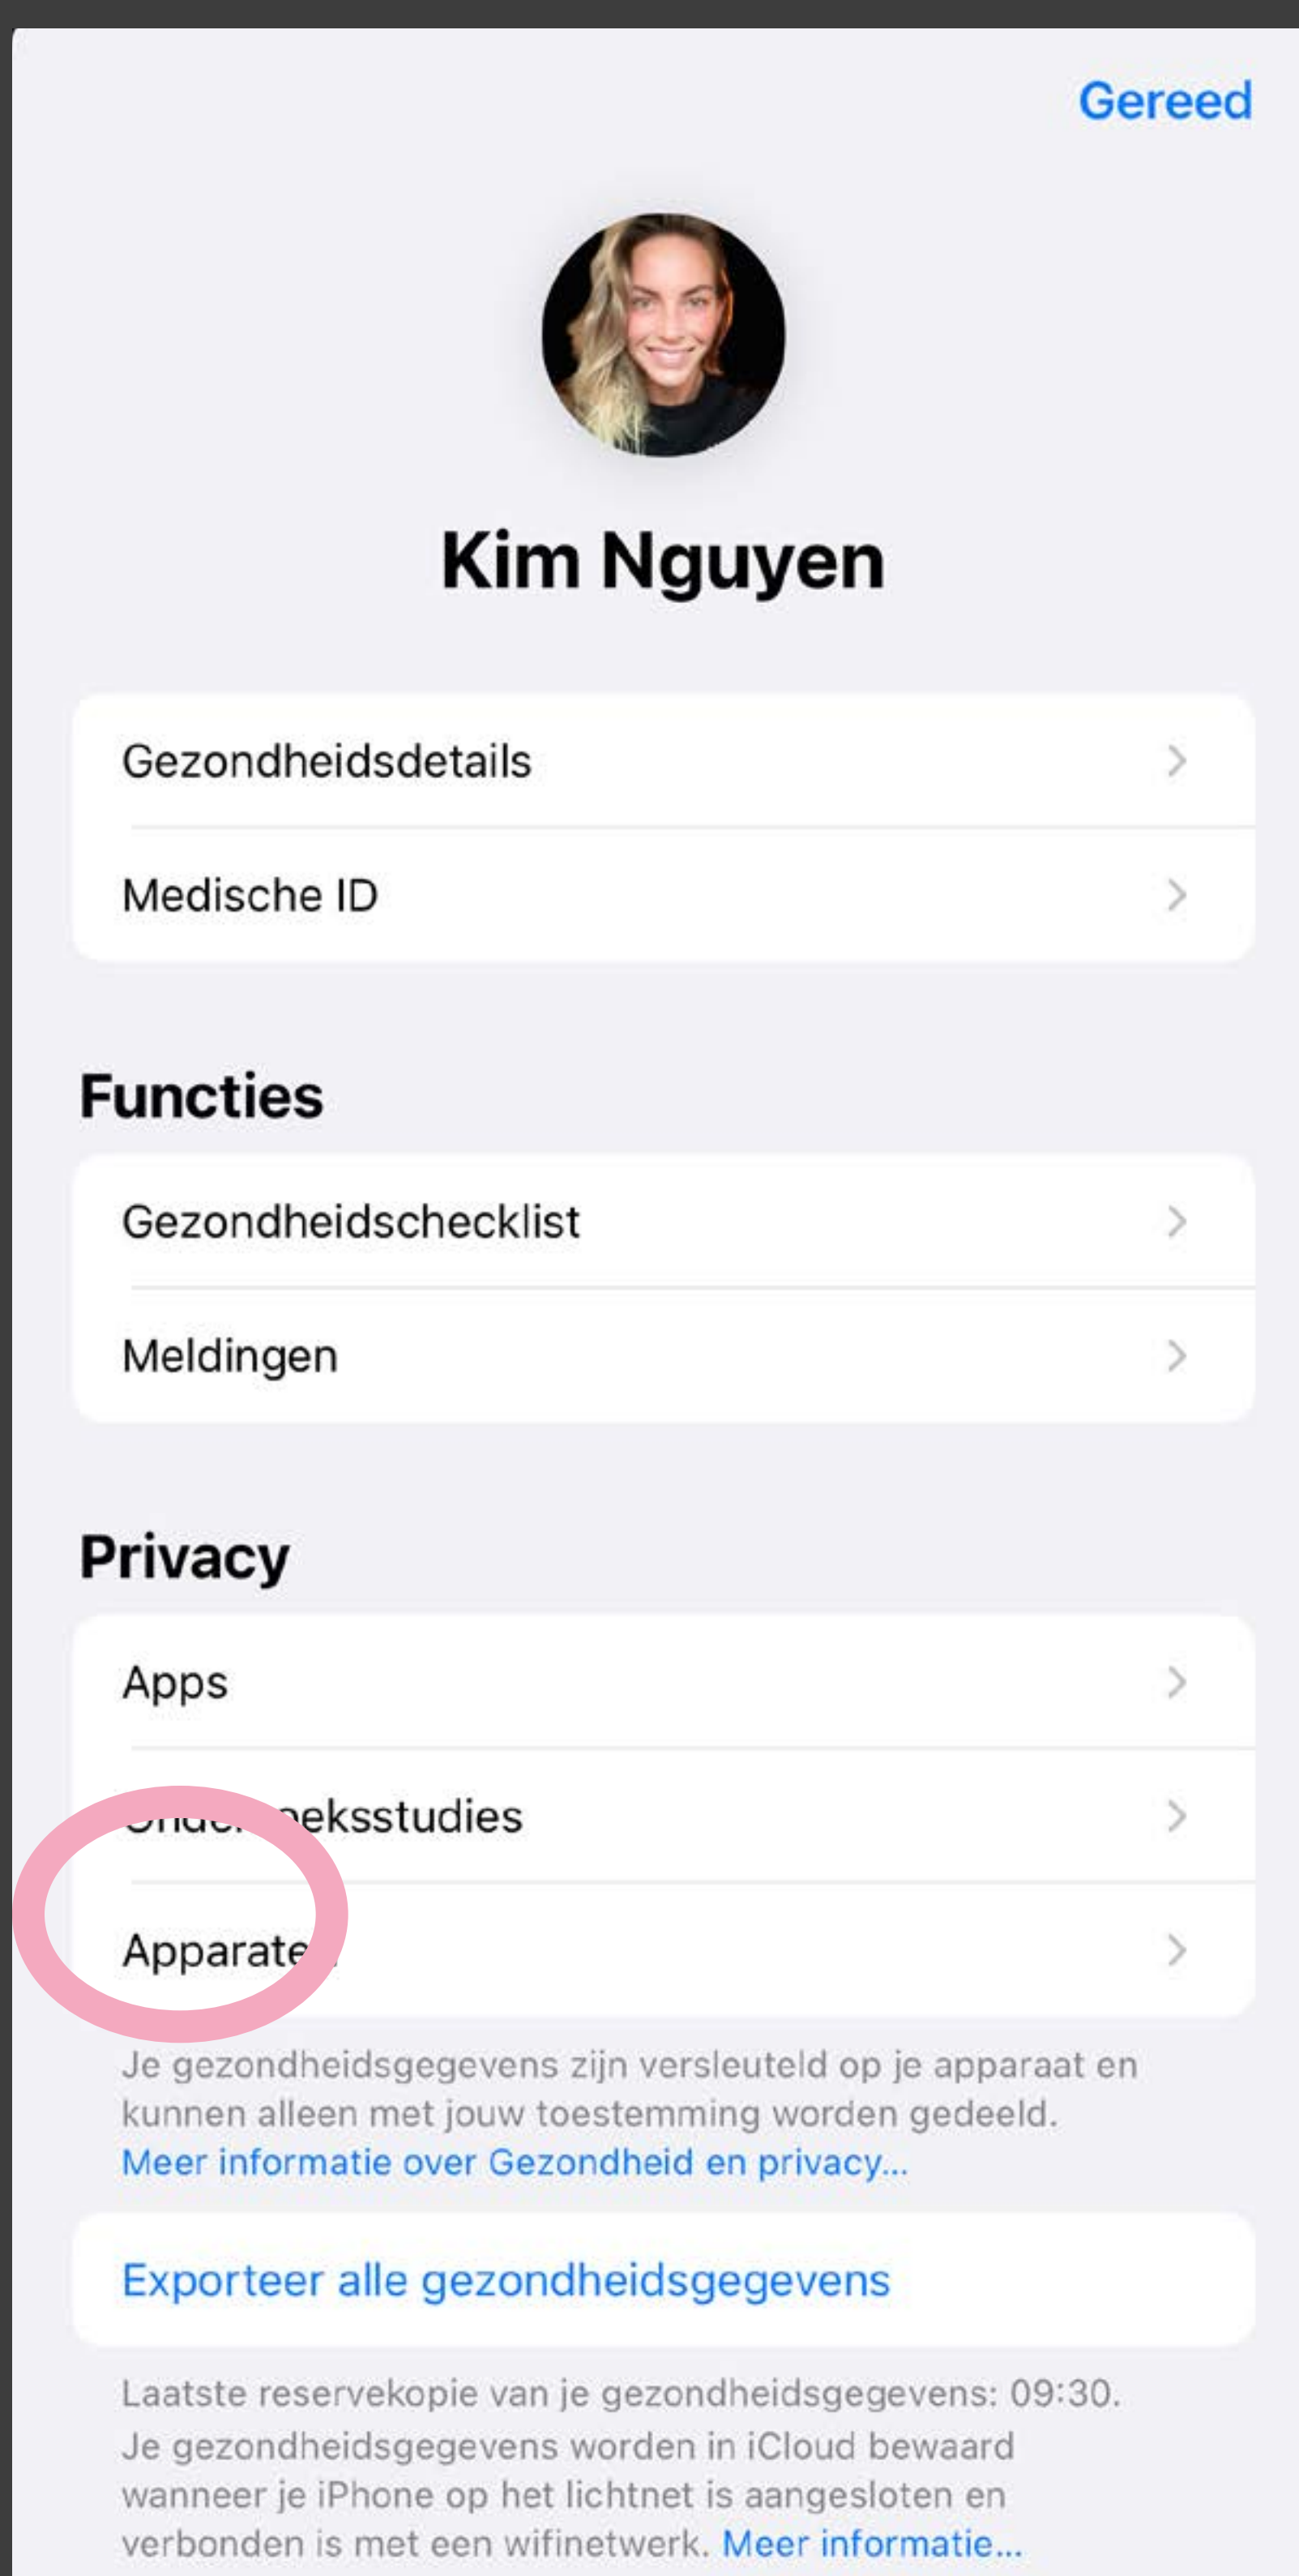 Gereed
Kim Nguyen
Gezondheidsdetails
Medische ID
Functies
Gezondheidschecklist
Meldingen
Privacy
Apps
Onderzoeksstudies
Apparaten
Je gezondheidsgegevens zijn versleuteld op je apparaat en
kunnen alleen met jouw toestemming worden gedeeld.
Meer informatie over Gezondheid en privacy...
Exporteer alle gezondheidsgegevens
Laatste reservekopie van je gezondheidsgegevens: 09:30.
Je gezondheidsgegevens worden in iCloud bewaard
wanneer je iPhone op het lichtnet is aangesloten en
verbonden is met een wifinetwerk. Meer informatie...